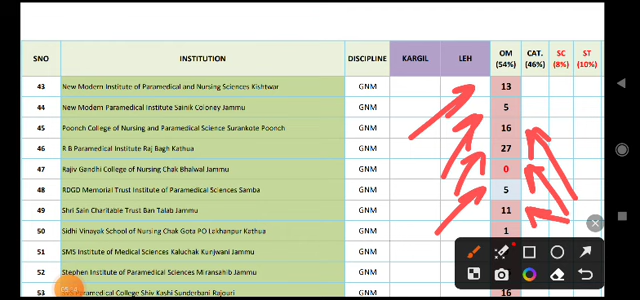 SNO INSTITUTION DISCIPLINE KARGIL LEH OM (54%) CAT. (46%) SC (8%) ST (10%)
43 New Modern Institute of Paramedical and Nursing Sciences Kishtwar GNM 13
44 New Modern Paramedical Institute Sainik Coloney Jammu GNM 5
45 Poonch College of Nursing and Paramedical Science Surankote Poonch GNM 16
46 R B Paramedical Institute Raj Bagh Kathua GNM 27
47 Rajiv Gandhi College of Nursing Chak Bhalwal Jammu GNM 0
48 RDGD Memorial Trust Institute of Paramedical Sciences Samba GNM 5
49 Shri Sain Charitable Trust Ban Talab Jammu GNM 11
50 Sidhi Vinayak School of Nursing Chak Gota PO Lakhanpur Kathua GNM 1
51 SMS Institute of Medical Sciences Kaluchak Kunjwani Jammu GNM
52 Stephen Institute of Paramedical Sciences Miransahib Jammu GNM
53 Paramedical College Shiv Kashi Sunderbani Rajouri GNM 16